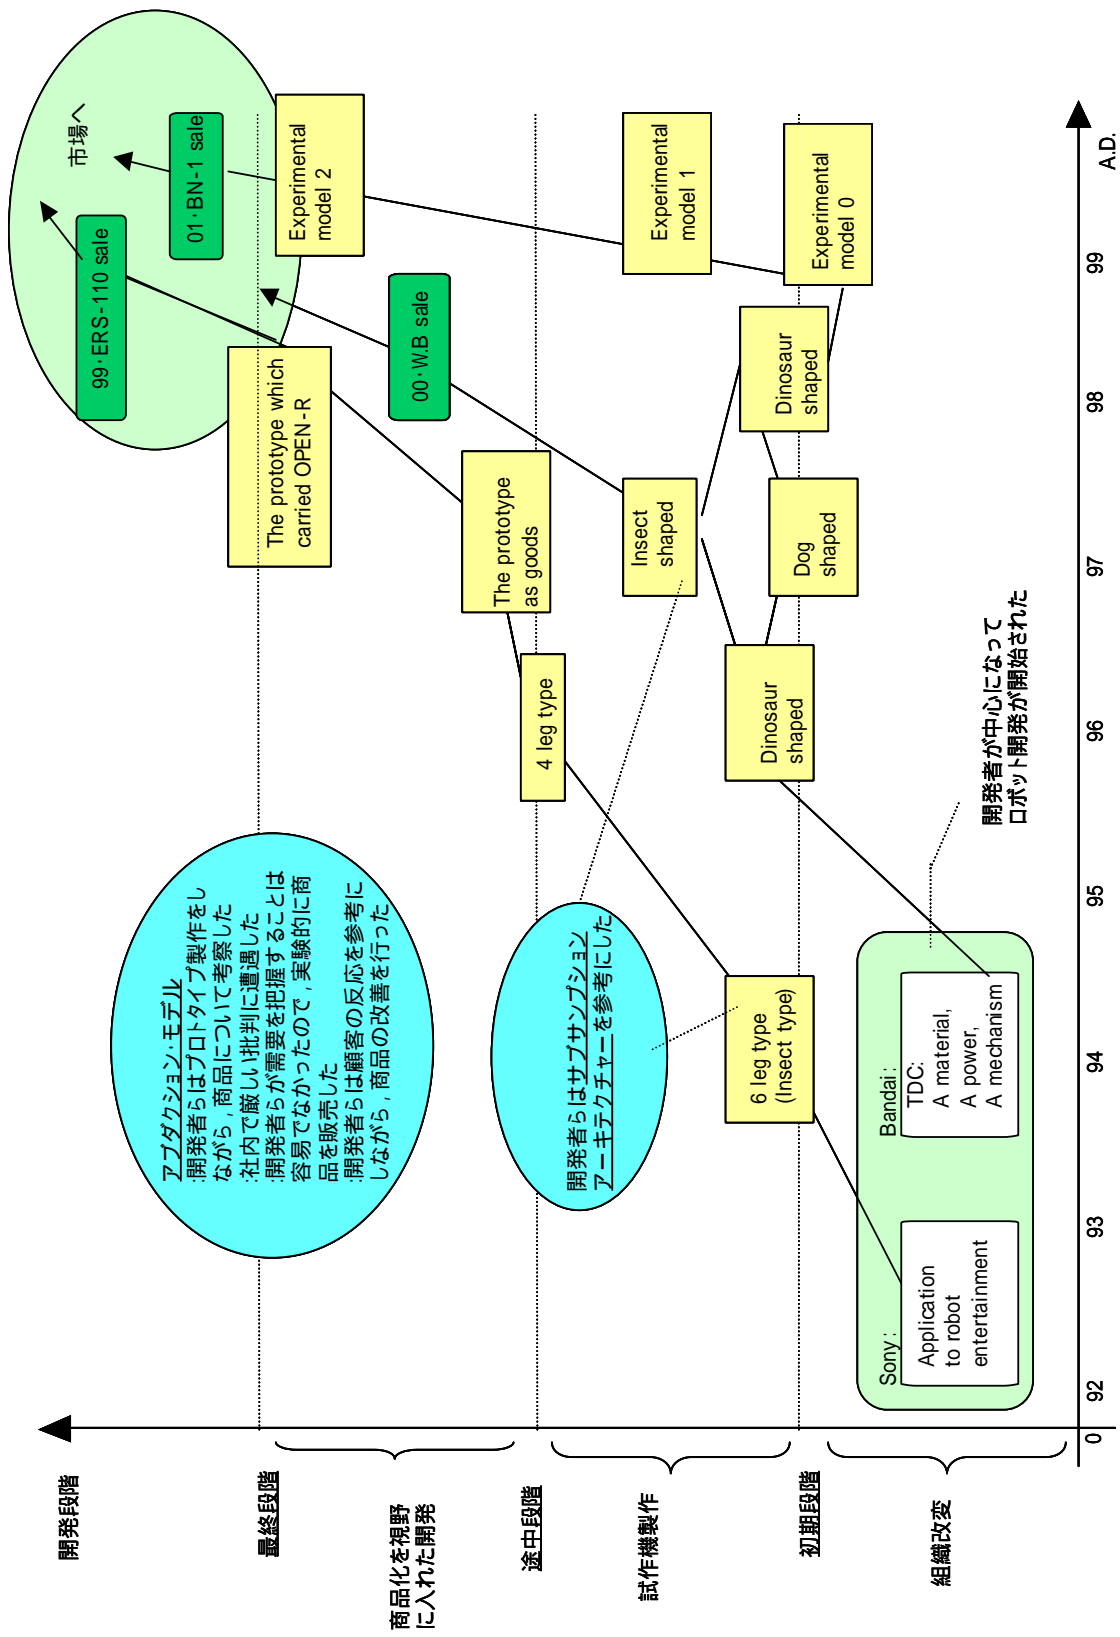 開発段階
最終段階
商品化を視野
に入れた開発
途中段階
試作機製作
初期段階
組織改変
市場へ
99・ERS-110 sale
01・BN-1 sale
00・W.B sale
The prototype which
carried OPEN-R
Experimental
model 2
アブダクション・モデル
:開発者らはプロトタイプ製作をし
ながら,商品について考察した
:社内で厳しい批判に遭遇した
:開発者らが需要を把握することは
容易でなかったので,実験的に商
品を販売した
:開発者らは顧客の反応を参考に
しながら,商品の改善を行った
4 leg type
The prototype
as goods
開発者らはサブサンプション
アーキテクチャーを参考にした
Insect
shaped
Experimental
model 1
6 leg type
(Insect type)
Dinosaur
shaped
Dog
shaped
Dinosaur
shaped
Experimental
model 0
Sony:
Application
to robot
entertainment
Bandai:
TDC:
A material,
A power,
A mechanism
開発者が中心になって
ロボット開発が開始された
0
92
93
94
95
96
97
98
99
A.D.